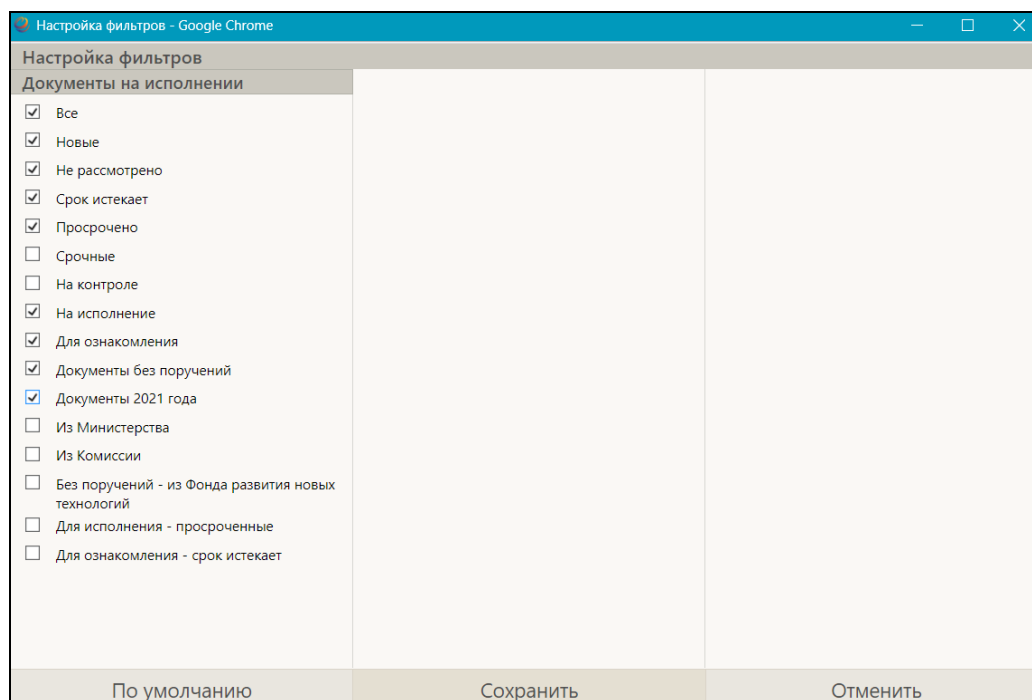 Настройка фильтров - Google Chrome
Настройка фильтров
Документы на исполнении
Все
Новые
Не рассмотрено
Срок истекает
Просрочено
Срочные
На контроле
На исполнение
Для ознакомления
Документы без поручений
Документы 2021 года
Из Министерства
Из Комиссии
Без поручений - из Фонда развития новых
технологий
Для исполнения - просроченные
Для ознакомления - срок истекает
По умолчанию
Сохранить
Отменить